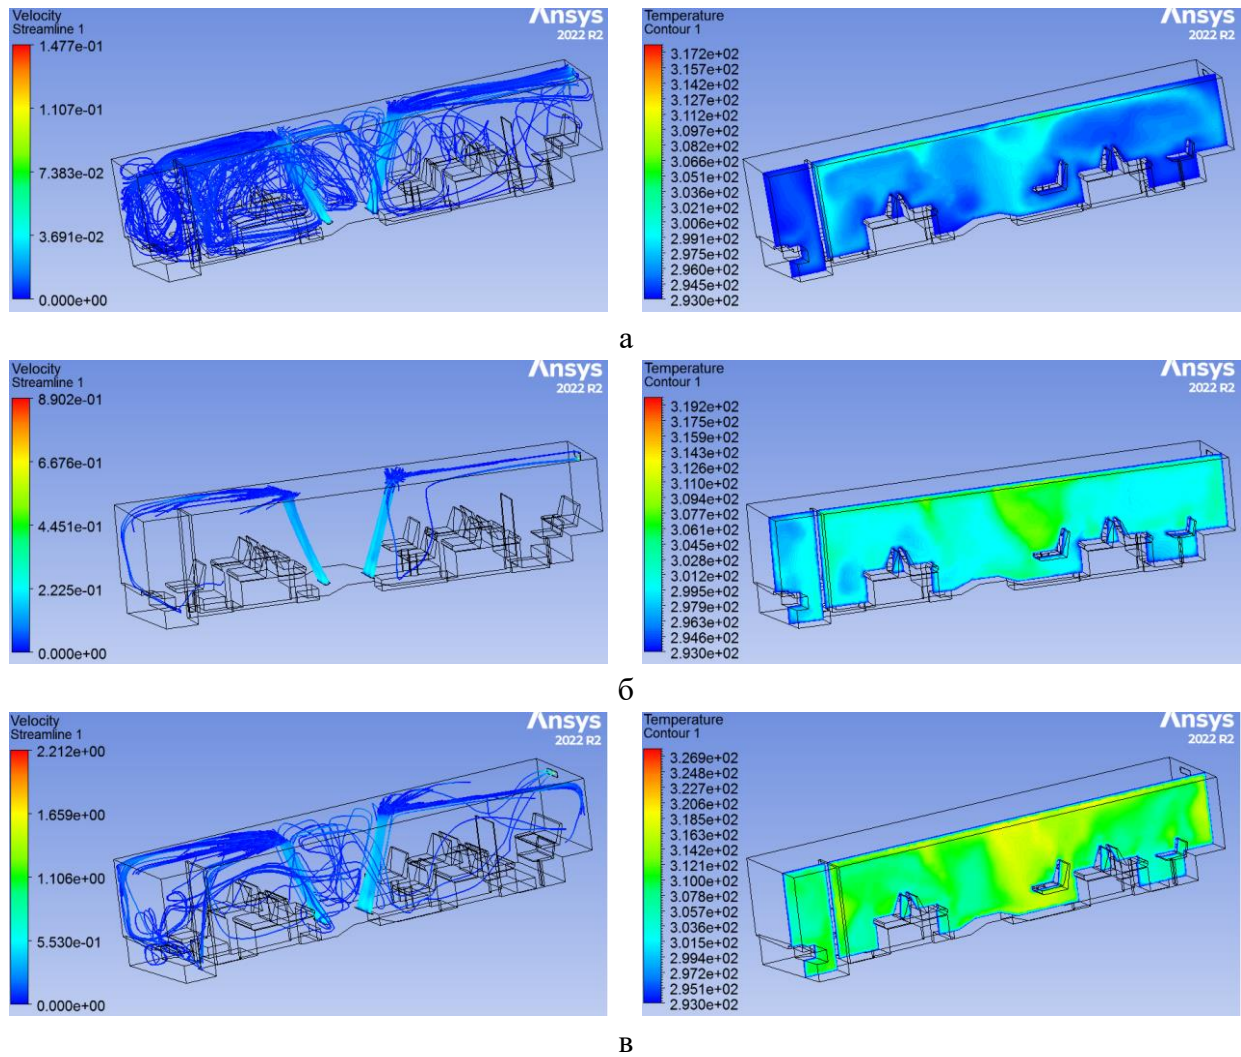 Velocity
Streamline 1
1.477e-01
1.107e-01
7.383e-02
3.691e-02
0.000e+00
Ansys
2022 R2
Temperature
Contour 1
3.172e+02
3.157e+02
3.142e+02
3.127e+02
3.112e+02
3.097e+02
3.082e+02
3.066e+02
3.051e+02
3.036e+02
3.021e+02
3.006e+02
2.991e+02
2.975e+02
2.960e+02
2.945e+02
2.930e+02
Ansys
2022 R2
а
Velocity
Streamline 1
8.902e-01
6.676e-01
4.451e-01
2.225e-01
0.000e+00
Ansys
2022 R2
Temperature
Contour 1
3.192e+02
3.175e+02
3.159e+02
3.143e+02
3.126e+02
3.110e+02
3.094e+02
3.077e+02
3.061e+02
3.045e+02
3.028e+02
3.012e+02
2.995e+02
2.979e+02
2.963e+02
2.946e+02
2.930e+02
Ansys
2022 R2
б
Velocity
Streamline 1
2.212e+00
1.659e+00
1.106e+00
5.530e-01
0.000e+00
Ansys
2022 R2
Temperature
Contour 1
3.269e+02
3.248e+02
3.227e+02
3.206e+02
3.185e+02
3.163e+02
3.142e+02
3.121e+02
3.100e+02
3.078e+02
3.057e+02
3.036e+02
3.015e+02
2.994e+02
2.972e+02
2.951e+02
2.930e+02
Ansys
2022 R2
в